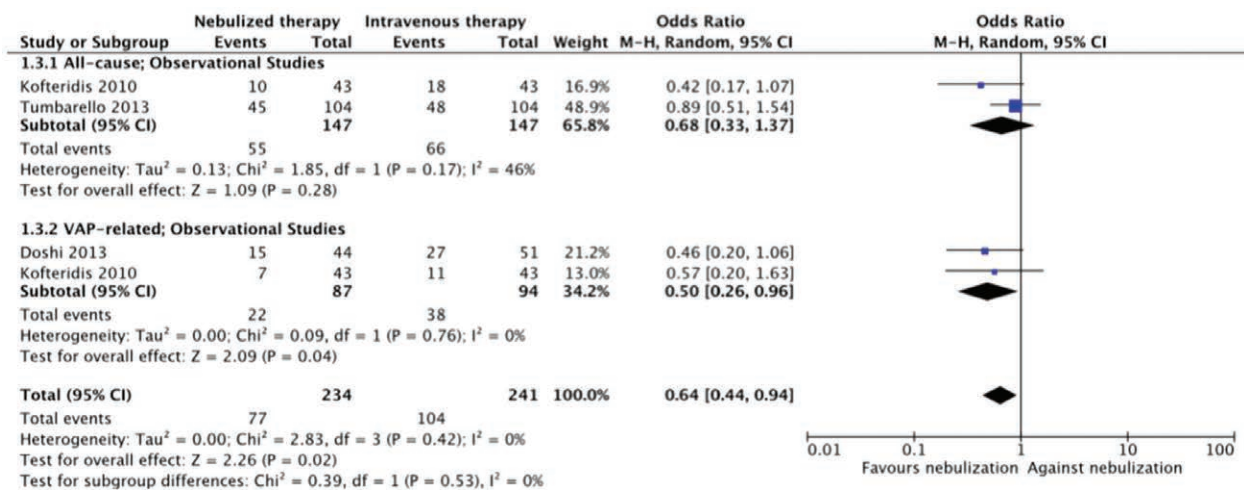 Nebulized therapy Intravenous therapy Odds Ratio Odds Ratio
Study or Subgroup Events Total Events Total Weight M-H, Random, 95% CI M-H, Random, 95% CI
1.3.1 All-cause; Observational Studies
Kofteridis 2010 10 43 18 43 16.9% 0.42 [0.17, 1.07]
Tumbarello 2013 45 104 48 104 48.9% 0.89 [0.51, 1.54]
Subtotal (95% CI) 147 147 65.8% 0.68 [0.33, 1.37]
Total events 55 66
Heterogeneity: Tau² = 0.13; Chi² = 1.85, df = 1 (P = 0.17); I² = 46%
Test for overall effect: Z = 1.09 (P = 0.28)
1.3.2 VAP-related; Observational Studies
Doshi 2013 15 44 27 51 21.2% 0.46 [0.20, 1.06]
Kofteridis 2010 7 43 11 43 13.0% 0.57 [0.20, 1.63]
Subtotal (95% CI) 87 94 34.2% 0.50 [0.26, 0.96]
Total events 22 38
Heterogeneity: Tau² = 0.00; Chi² = 0.09, df = 1 (P = 0.76); I² = 0%
Test for overall effect: Z = 2.09 (P = 0.04)
Total (95% CI) 234 241 100.0% 0.64 [0.44, 0.94]
Total events 77 104
Heterogeneity: Tau² = 0.00; Chi² = 2.83, df = 3 (P = 0.42); I² = 0%
Test for overall effect: Z = 2.26 (P = 0.02)
Test for subgroup differences: Chi² = 0.39, df = 1 (P = 0.53), I² = 0%
0.01 0.1 1 10 100
Favours nebulization Against nebulization